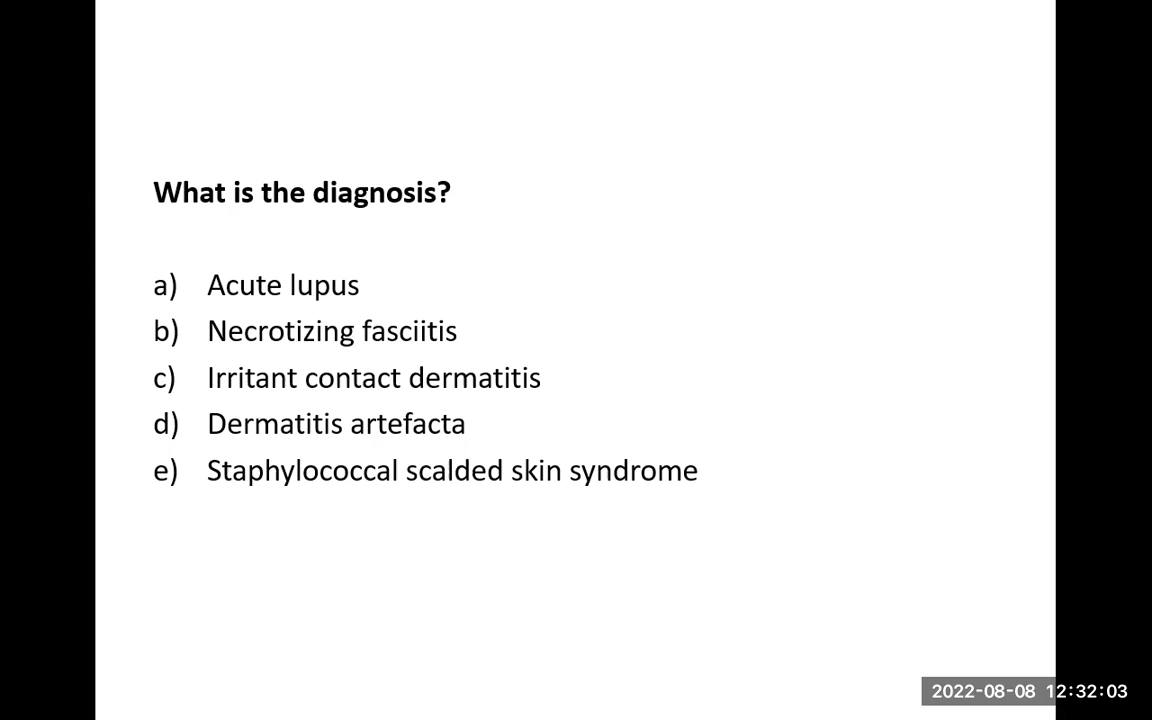 What is the diagnosis?
a) Acute lupus
b) Necrotizing fasciitis
c) Irritant contact dermatitis
d) Dermatitis artefacta
e) Staphylococcal scalded skin syndrome
2022-08-08 12:32:03